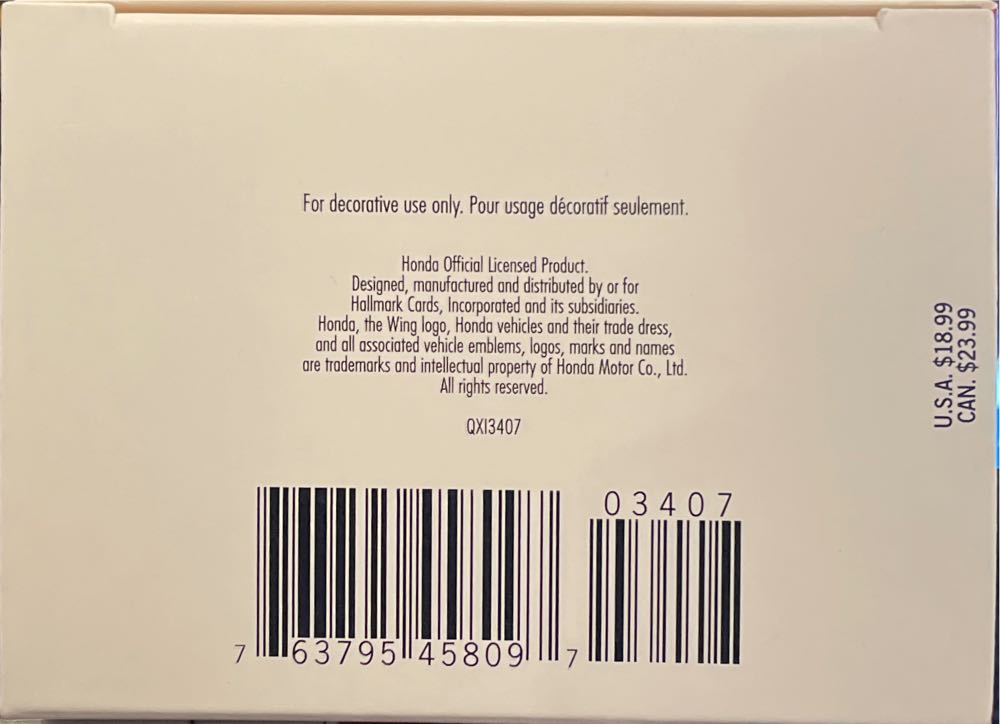 For decorative use only. Pour usage décoratif seulement.
Honda Official Licensed Product.
Designed, manufactured and distributed by or for
Hallmark Cards, Incorporated and its subsidiaries.
Honda, the Wing logo, Honda vehicles and their trade dress,
and all associated vehicle emblems, logos, marks and names
are trademarks and intellectual property of Honda Motor Co., Ltd.
All rights reserved.
QXI3407
03407
7 63795 45809 7
U.S.A. $18.99
CAN. $23.99